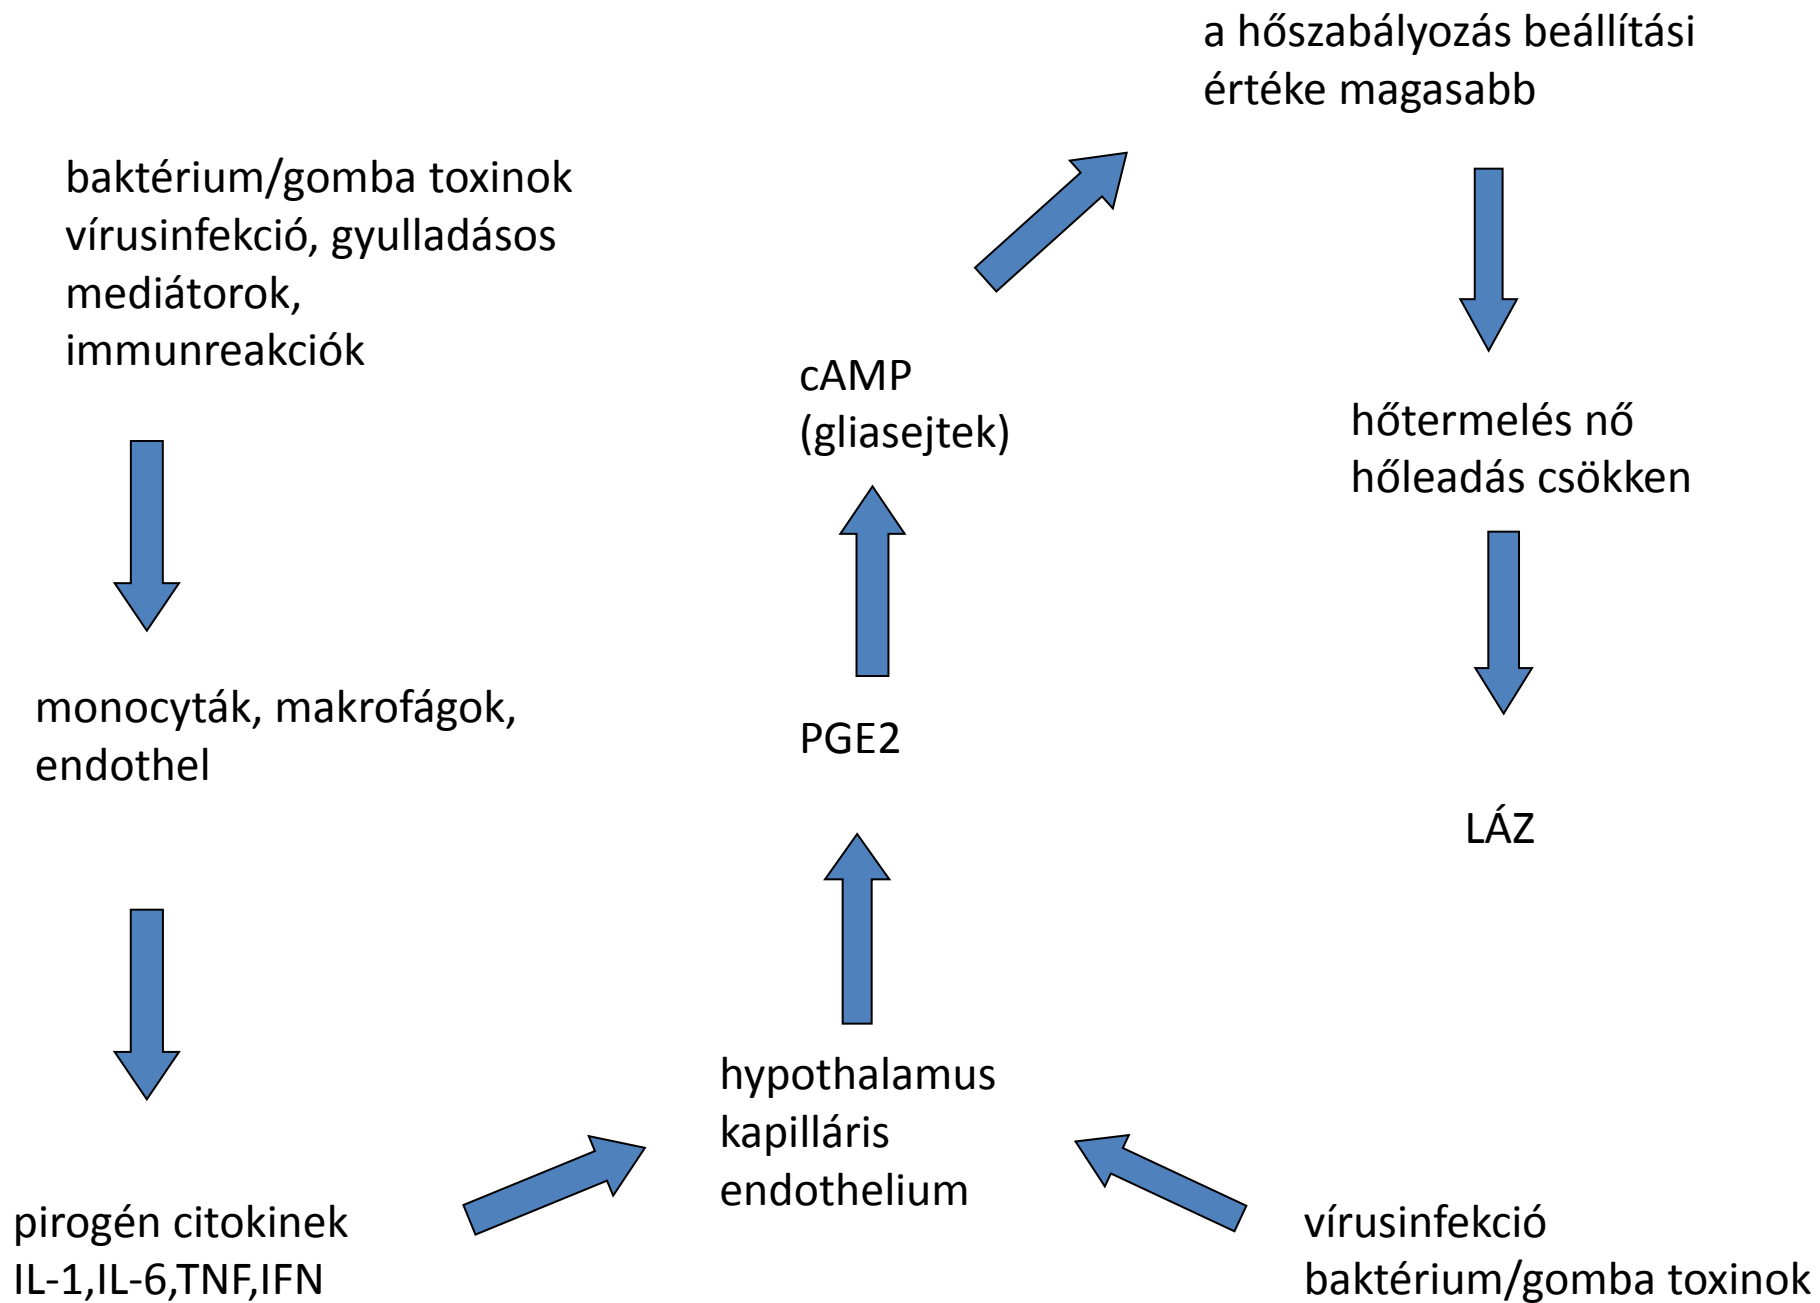 a hőszabályozás beállítási
értéke magasabb
baktérium/gomba toxinok
vírusinfekció, gyulladásos
mediátorok,
immunreakciók
cAMP
(gliasejtek)
hőtermelés nő
hőleadás csökken
monocyták, makrofágok,
endothel
PGE2
LÁZ
hypothalamus
kapilláris
endothelium
pirogén citokinek
IL-1,IL-6,TNF,IFN
vírusinfekció
baktérium/gomba toxinok